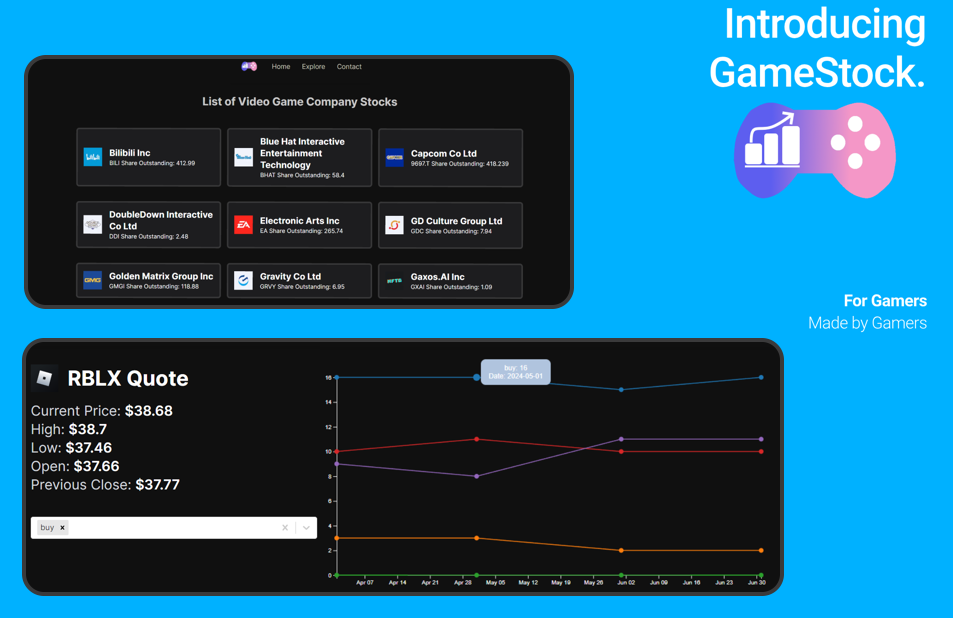 Introducing
GameStock.
Home Explore Contact
List of Video Game Company Stocks
Bilibili Inc
BILI Share Outstanding: 412.99
Blue Hat Interactive
Entertainment
Technology
BHAT Share Outstanding: 58.4
Capcom Co Ltd
9697.T Share Outstanding: 418.239
DoubleDown Interactive
Co Ltd
DDI Share Outstanding: 2.48
EA
Electronic Arts Inc
EA Share Outstanding: 265.74
GD Culture Group Ltd
GDC Share Outstanding: 7.94
GMG
Golden Matrix Group Inc
GMGI Share Outstanding: 118.88
Gravity Co Ltd
GRVY Share Outstanding: 6.95
Gaxos.AI Inc
GXAI Share Outstanding: 1.09
For Gamers
Made by Gamers
RBLX Quote
Current Price: $38.68
High: $38.7
Low: $37.46
Open: $37.66
Previous Close: $37.77
buy ×
buy: 16
Date: 2024-05-01
16
14
12
10
8
6
4
2
0
Apr 07 Apr 14 Apr 21 Apr 28 May 05 May 12 May 19 May 26 Jun 02 Jun 09 Jun 16 Jun 23 Jun 30